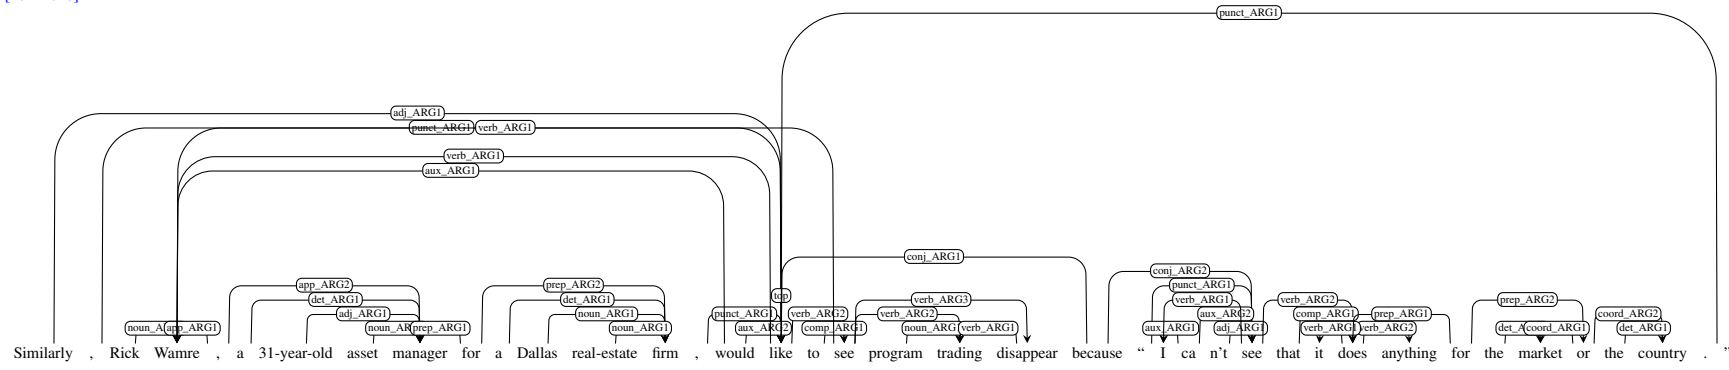 punct_ARG1
adj_ARG1
punct_ARG1 verb_ARG1
verb_ARG1
aux_ARG1
conj_ARG1
conj_ARG2
app_ARG2 prep_ARG2 punct_ARG1
top
det_ARG1 det_ARG1 verb_ARG3 verb_ARG1 verb_ARG2 prep_ARG2
adj_ARG1 noun_ARG1 punct_ARG1 verb_ARG2 verb_ARG2 aux_ARG2 comp_ARG1 prep_ARG1 coord_ARG2
app_ARG1 prep_ARG1 noun_ARG1 comp_ARG1 verb_ARG1 aux_ARG1 verb_ARG2 coord_ARG1 det_ARG1
Similarly , Rick Wamre , a 31-year-old asset manager for a Dallas real-estate firm , would like to see program trading disappear because “ I ca n't see that it does anything for the market or the country . ”